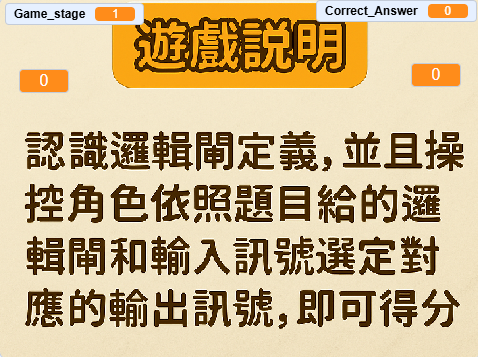 Game_stage 1
Correct_Answer 0
遊戲説明
0
0
認識邏輯閘定義,並且操
控角色依照題目給的邏
輯閘和輸入訊號選定對
應的輸出訊號,即可得分